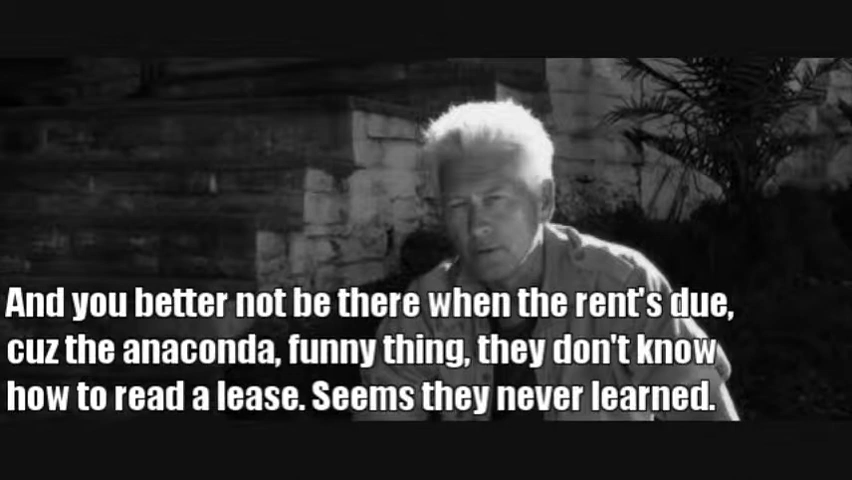 And you better not be there when the rent's due,
cuz the anaconda, funny thing, they don't know
how to read a lease. Seems they never learned.